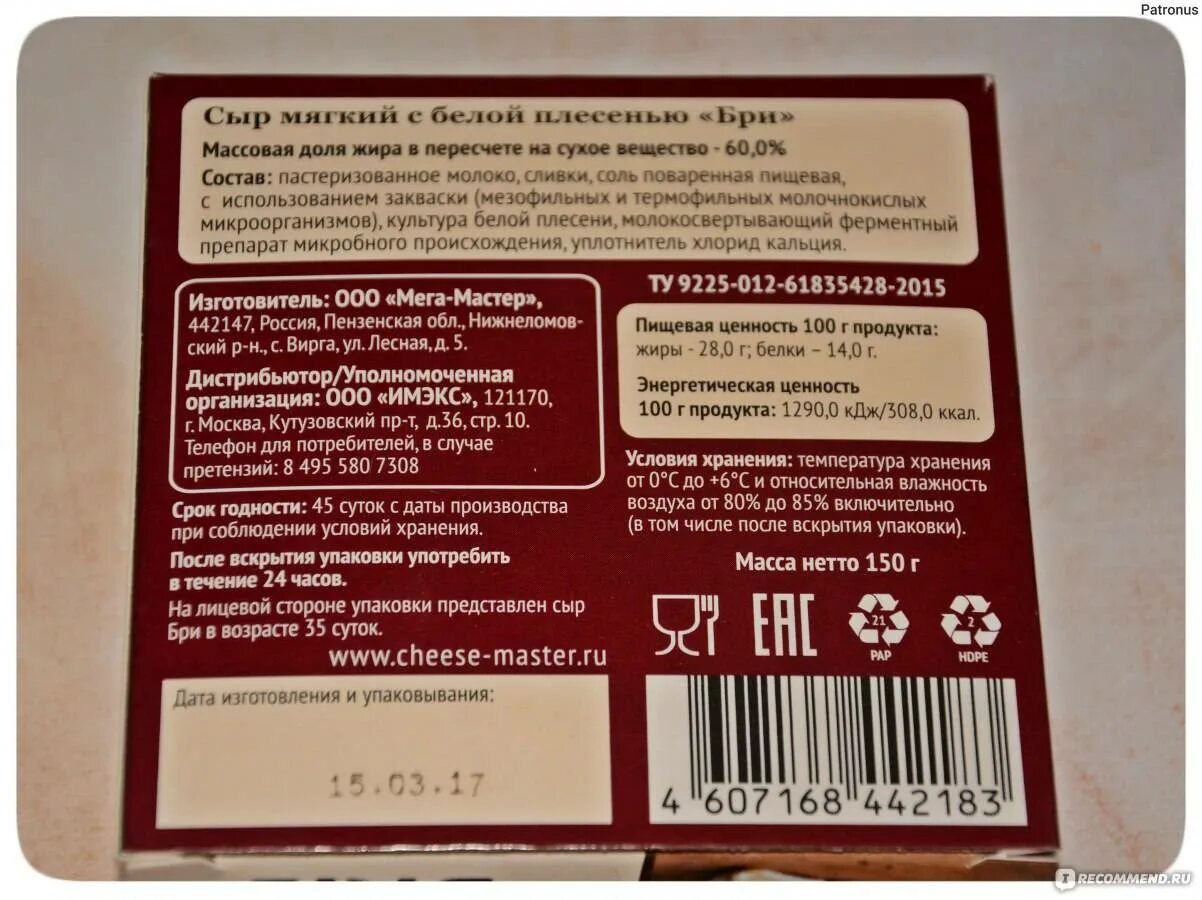 Patronus
Сыр мягкий с белой плесенью «Бри»
Массовая доля жира в пересчете на сухое вещество - 60,0%
Состав: пастеризованное молоко, сливки, соль поваренная пищевая,
с использованием закваски (мезофильных и термофильных молочнокислых
микроорганизмов), культура белой плесени, молокосвертывающий ферментный
препарат микробного происхождения, уплотнитель хлорид кальция.
Изготовитель: ООО «Мега-Мастер»,
442147, Россия, Пензенская обл., Нижнеломов-
ский р-н., с. Вирга, ул. Лесная, д. 5.
Дистрибьютор/Уполномоченная
организация: ООО «ИМЭКС», 121170,
г. Москва, Кутузовский пр-т, д.36, стр. 10.
Телефон для потребителей, в случае
претензий: 8 495 580 7308
Срок годности: 45 суток с даты производства
при соблюдении условий хранения.
После вскрытия упаковки употребить
в течение 24 часов.
На лицевой стороне упаковки представлен сыр
Бри в возрасте 35 суток.
www.cheese-master.ru
Дата изготовления и упаковывания:
15.03.17
ТУ 9225-012-61835428-2015
Пищевая ценность 100 г продукта:
жиры - 28,0 г; белки – 14,0 г.
Энергетическая ценность
100 г продукта: 1290,0 кДж/308,0 ккал.
Условия хранения: температура хранения
от 0°С до +6°С и относительная влажность
воздуха от 80% до 85% включительно
(в том числе после вскрытия упаковки).
Масса нетто 150 г
EAC
21
PAP
2
HDPE
4 607168 442183
IRECOMMEND.RU